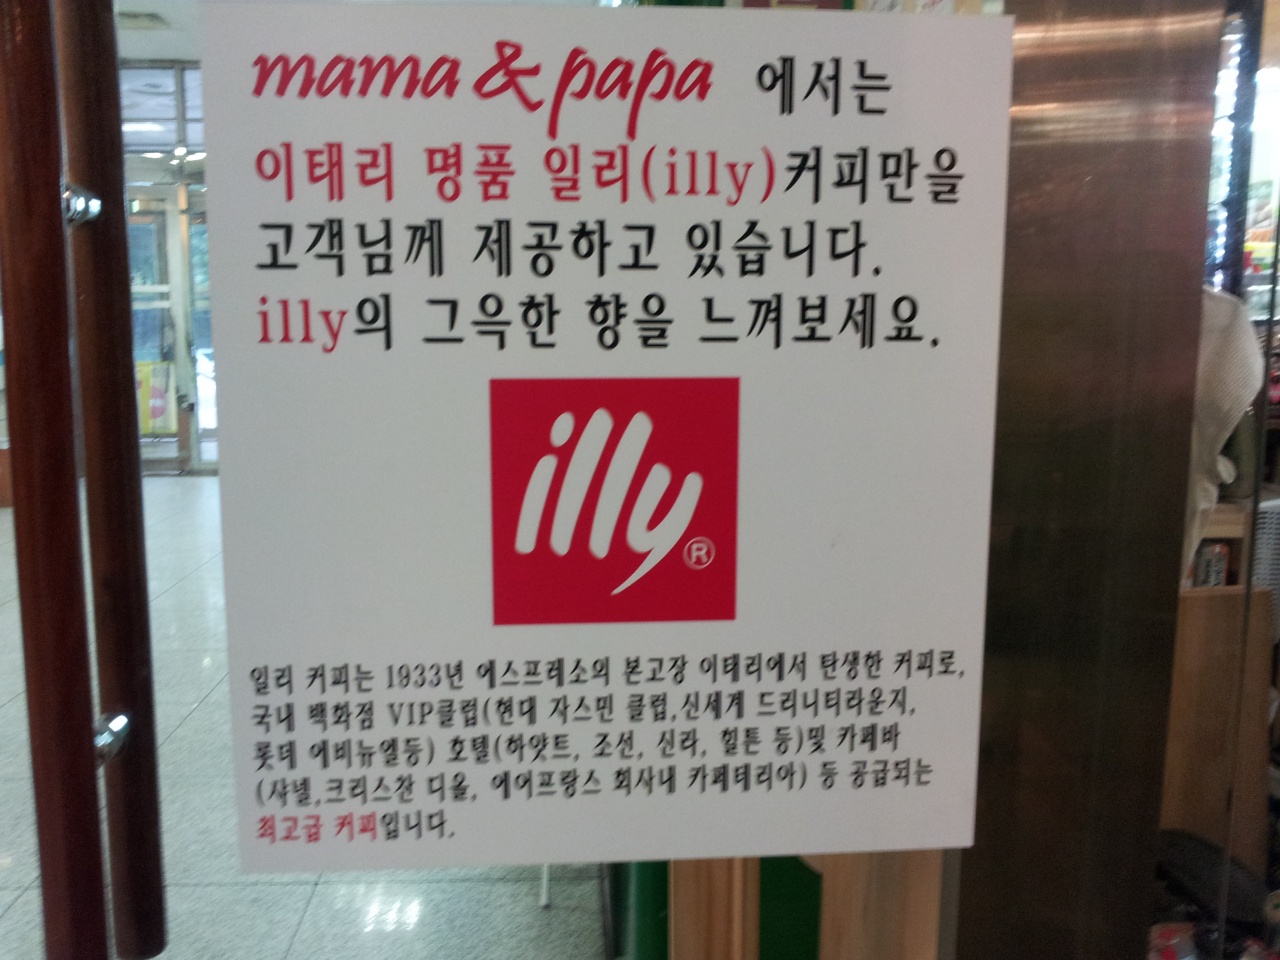 mama & papa 에서는
이태리 명품 일리(illy)커피만을
고객님께 제공하고 있습니다.
illy의 그윽한 향을 느껴보세요.
illy®
일리 커피는 1933년 에스프레소의 본고장 이태리에서 탄생한 커피로,
국내 백화점 VIP클럽(현대 자스민 클럽,신세계 트리니티라운지,
롯데 에비뉴엘등) 호텔(하얏트, 조선, 신라, 힐튼 등)및 카페바
(샤넬,크리스찬 디올, 에어프랑스 회사내 카페테리아) 등 공급되는
최고급 커피입니다.